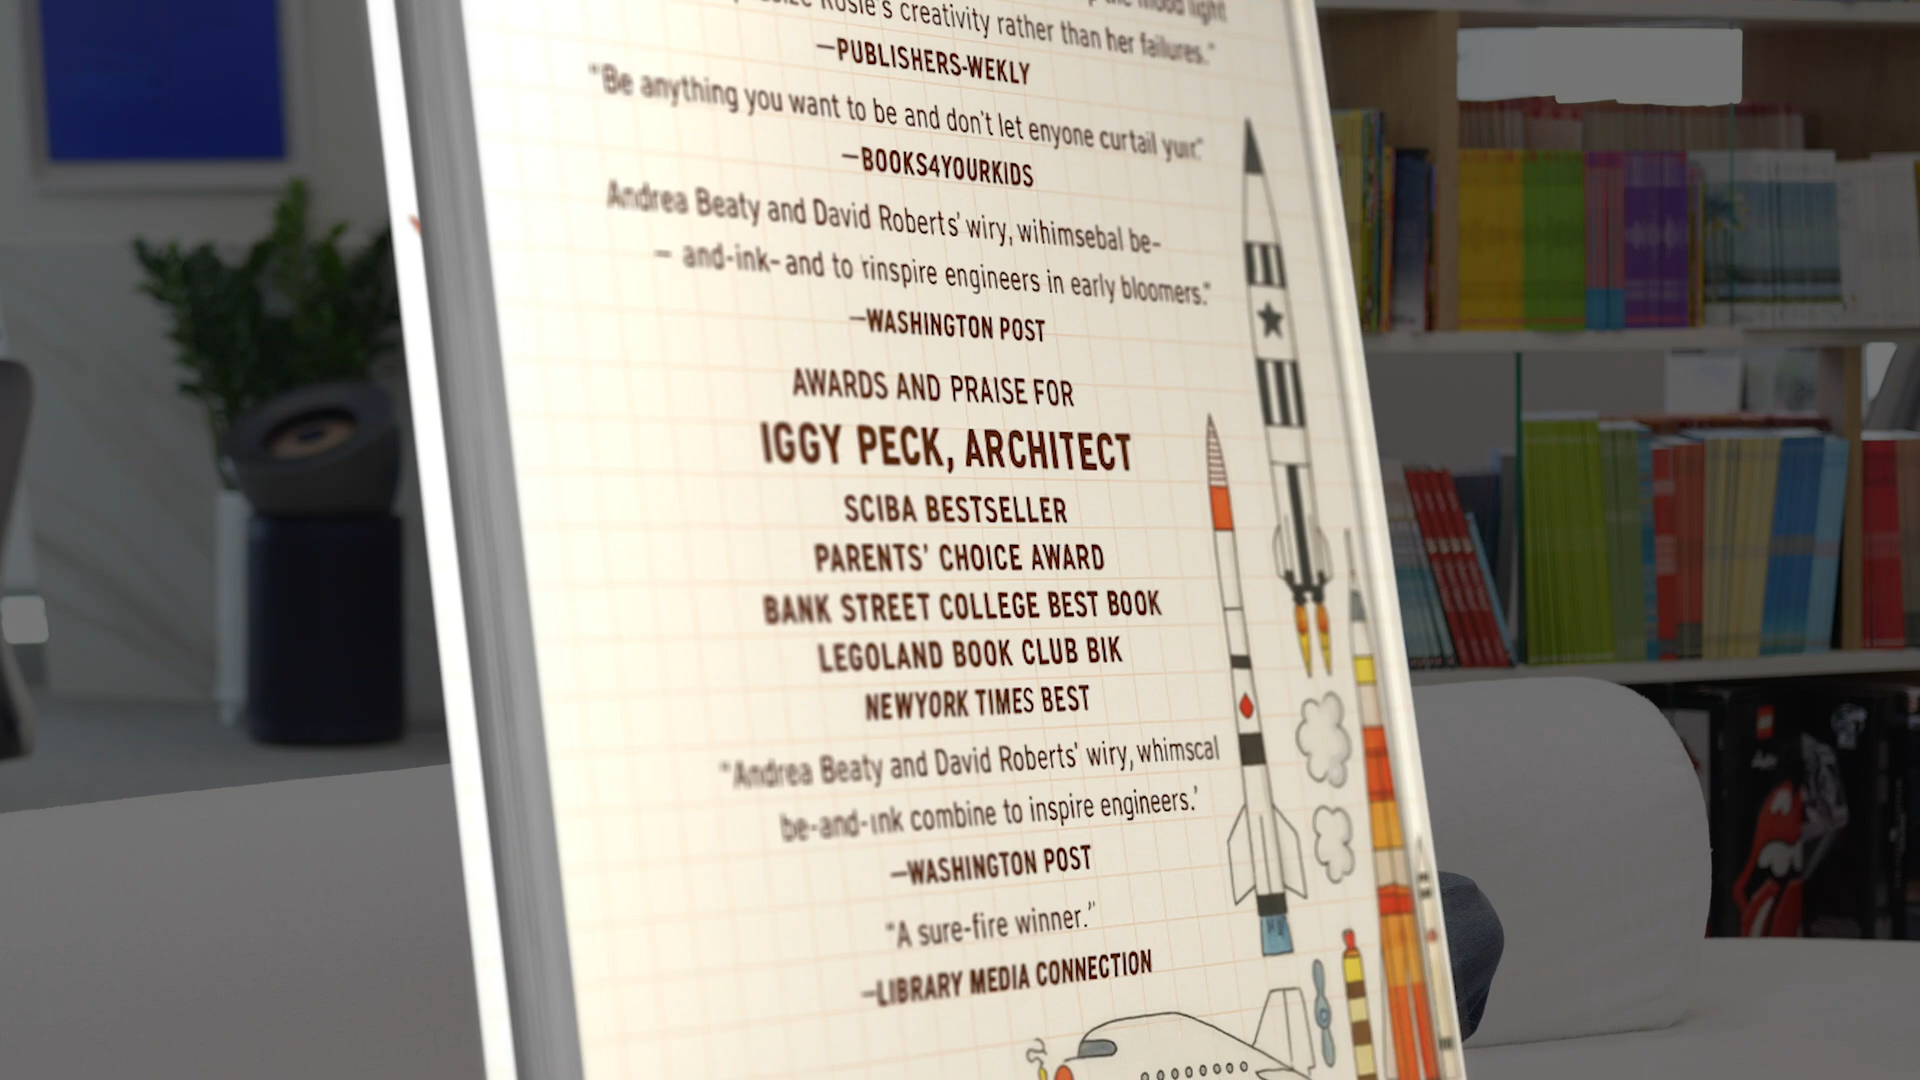 Rosie's creativity rather than her failures."
—PUBLISHERS-WEKLY
"Be anything you want to be and don't let enyone curtail yuır."
—BOOKS4YOURKIDS
Andrea Beaty and David Roberts' wiry, wihimsebal be-
— and-ink- and to rinspire engineers in early bloomers."
—WASHINGTON POST
AWARDS AND PRAISE FOR
IGGY PECK, ARCHITECT
SCIBA BESTSELLER
PARENTS' CHOICE AWARD
BANK STREET COLLEGE BEST BOOK
LEGOLAND BOOK CLUB BIK
NEWYORK TIMES BEST
"Andrea Beaty and David Roberts' wiry, whimscal
be-and-ınk combine to inspire engineers.'
—WASHINGTON POST
"A sure-fire winner."
—LIBRARY MEDIA CONNECTION